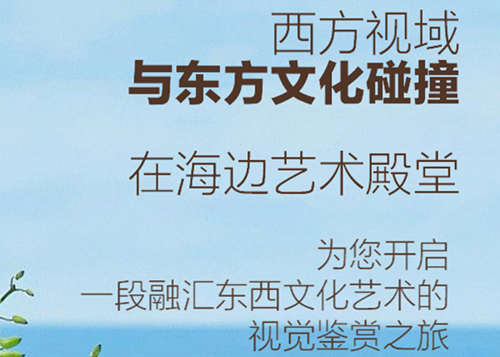 西方视域
与东方文化碰撞
在海边艺术殿堂
为您开启
一段融汇东西文化艺术的
视觉鉴赏之旅